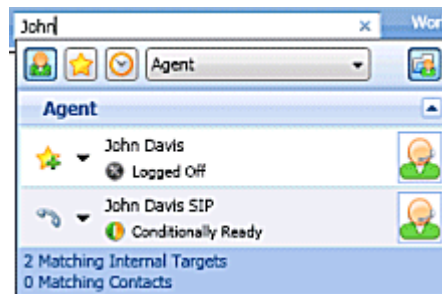 John
Wor
Agent
Agent
John Davis
Logged Off
John Davis SIP
Conditionally Ready
2 Matching Internal Targets
0 Matching Contacts